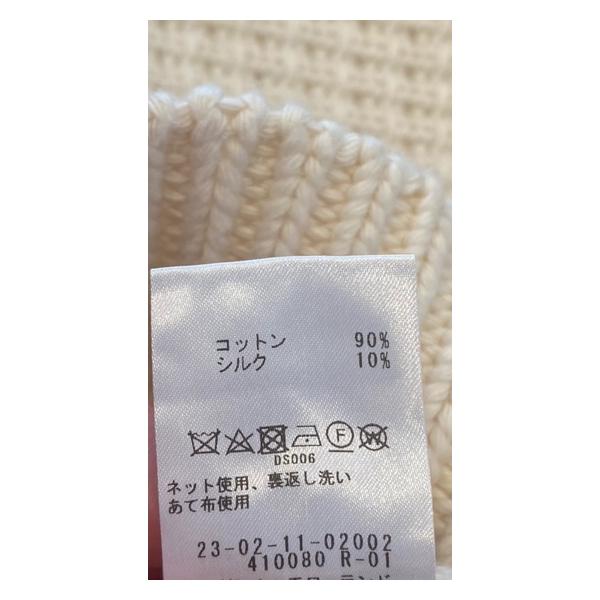 コットン 90%
シルク 10%
F W
DS006
ネット使用、裏返し洗い
あて布使用
23-02-11-02002
410080 R-01